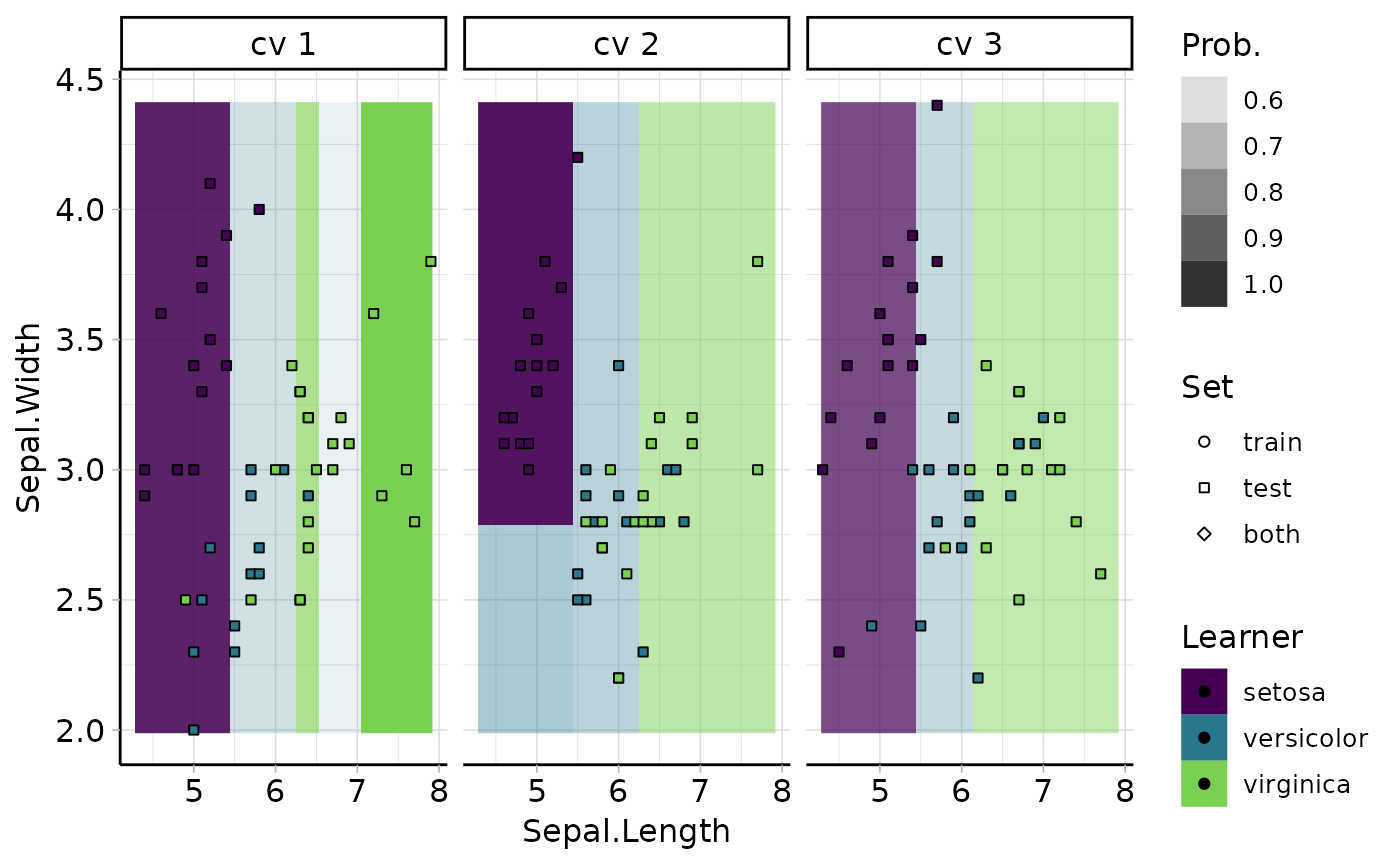 cv 1
cv 2
cv 3
4.5
4.0
3.5
3.0
2.5
2.0
Sepal.Width
5 6 7 8
5 6 7 8
5 6 7 8
Sepal.Length
Prob.
0.6
0.7
0.8
0.9
1.0
Set
train
test
both
Learner
setosa
versicolor
virginica